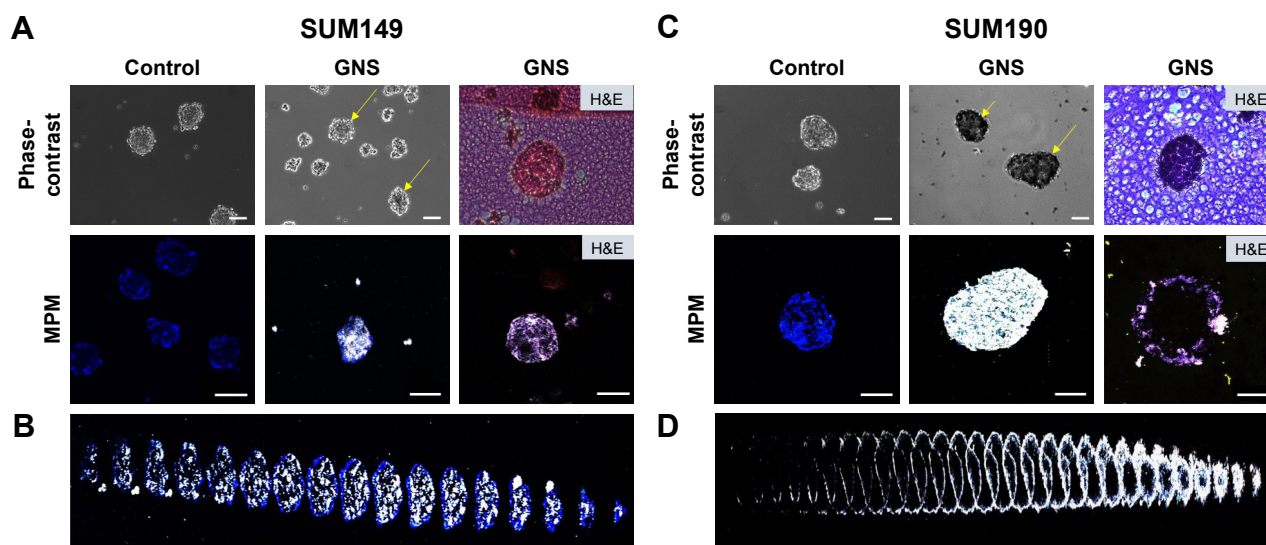 A
SUM149
Control
GNS
GNS
Phase-
contrast
H&E
MPM
H&E
B
C
SUM190
Control
GNS
GNS
Phase-
contrast
H&E
MPM
H&E
D